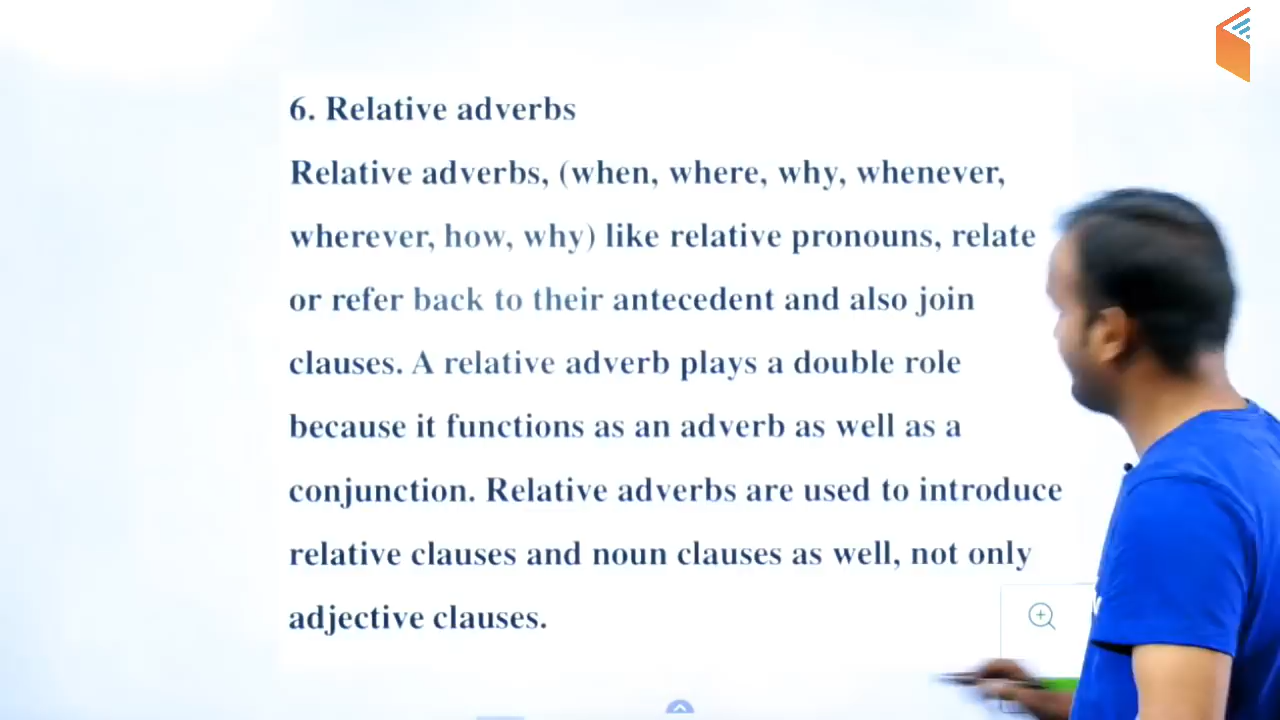 6. Relative adverbs
Relative adverbs, (when, where, why, whenever,
wherever, how, why) like relative pronouns, relate
or refer back to their antecedent and also join
clauses. A relative adverb plays a double role
because it functions as an adverb as well as a
conjunction. Relative adverbs are used to introduce
relative clauses and noun clauses as well, not only
adjective clauses.